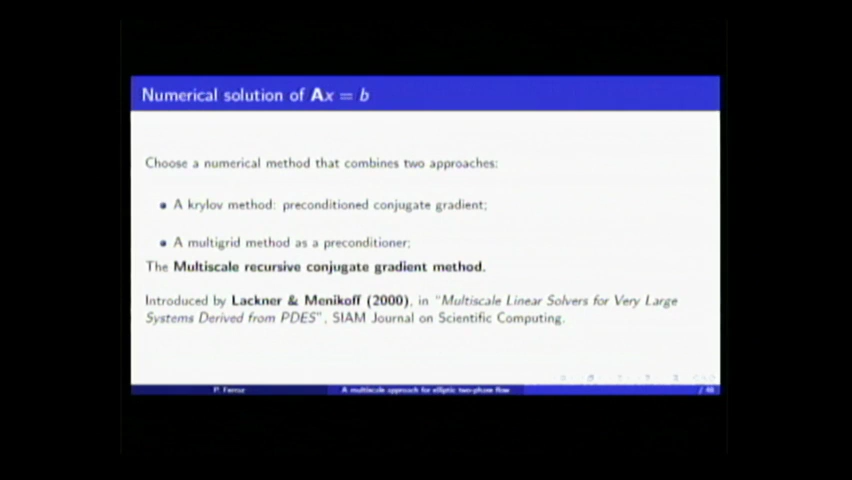 Numerical solution of Ax = b
Choose a numerical method that combines two approaches:
A krylov method: preconditioned conjugate gradient;
A multigrid method as a preconditioner;
The Multiscale recursive conjugate gradient method.
Introduced by Lackner & Menikoff (2000), in "Multiscale Linear Solvers for Very Large
Systems Derived from PDES", SIAM Journal on Scientific Computing.
A multiscale approach for elliptic two-phase flow